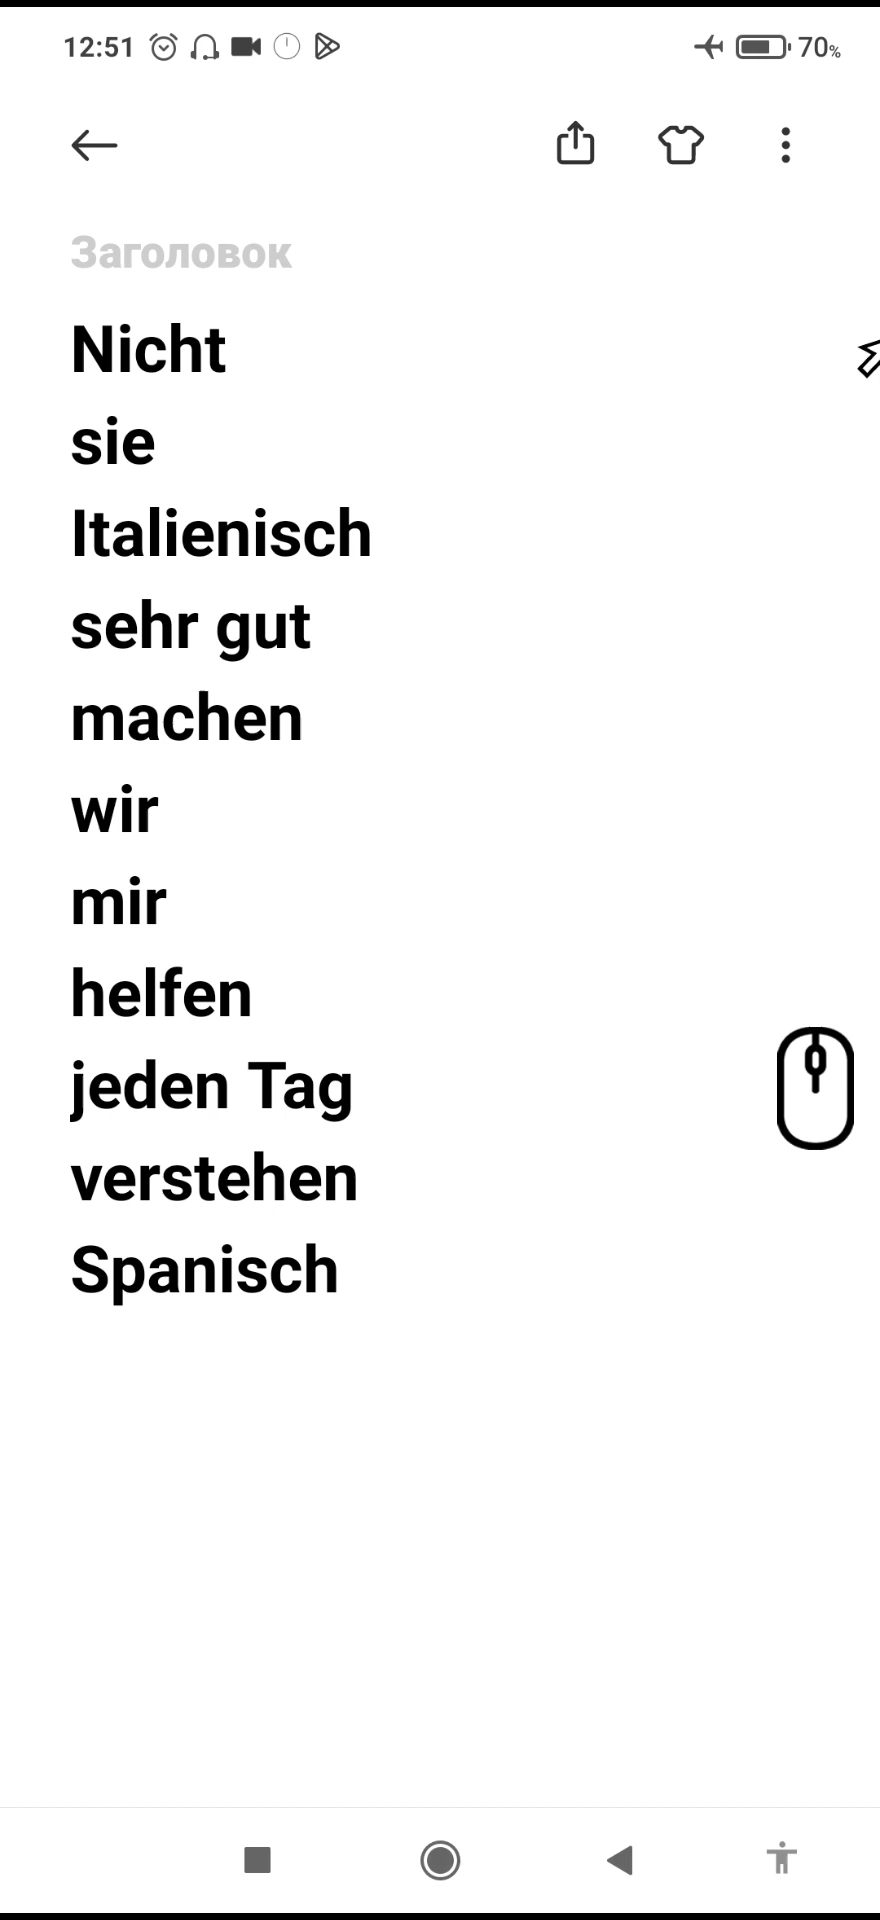 12:51
70%
Заголовок
Nicht
sie
Italienisch
sehr gut
machen
wir
mir
helfen
jeden Tag
verstehen
Spanisch